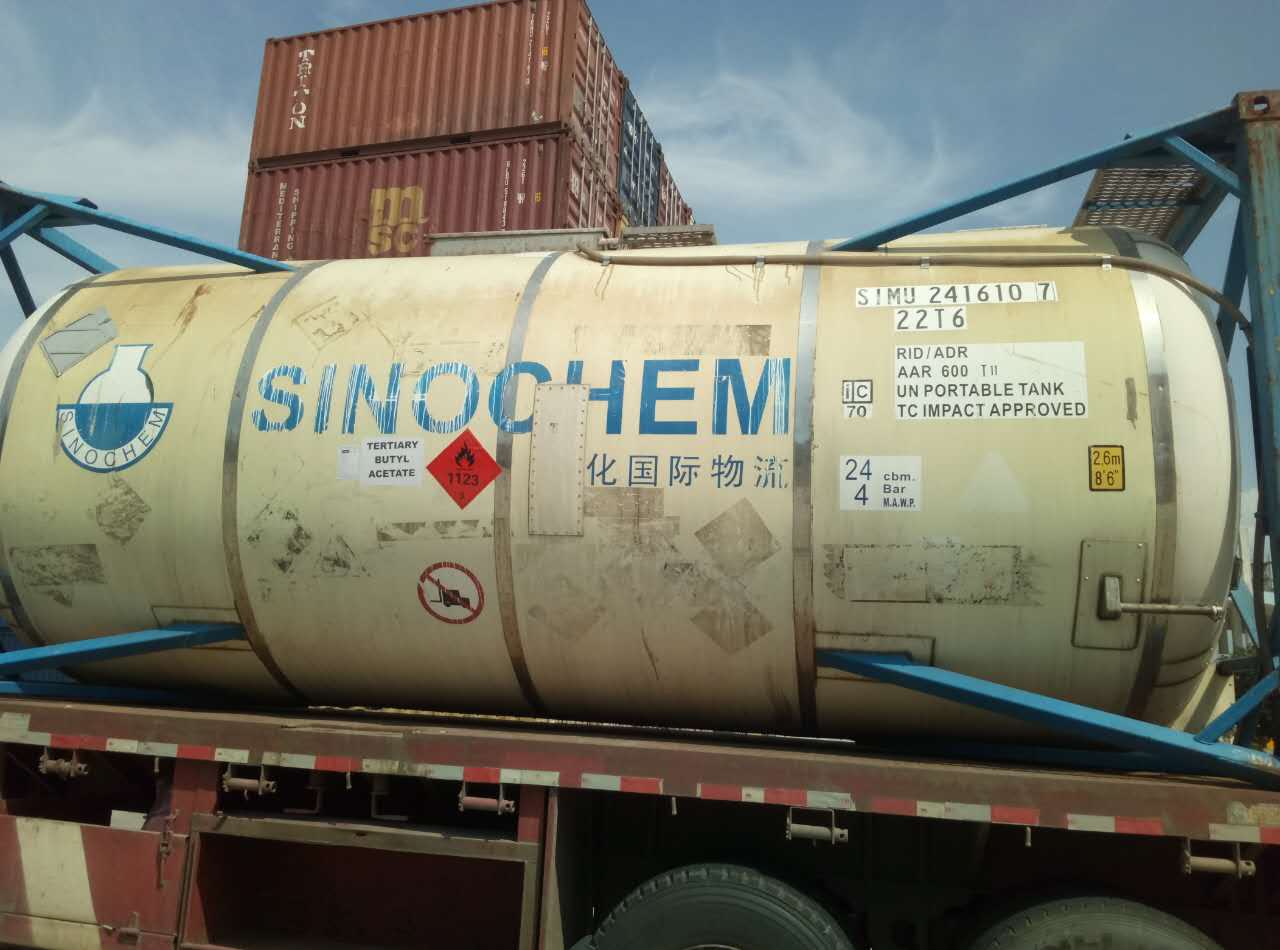 TRITON
MEDITERRANEAN
SHIPPING
msc
SIMU 241610 7
22T6
RID/ADR
AAR 600 T11
UN PORTABLE TANK
TC IMPACT APPROVED
iC
70
SINOCHEM
SINOCHEM
TERTIARY
BUTYL
ACETATE
1123
3
化国际物流
24 cbm.
4 Bar
M.A.W.P.
2.6m
8'6"